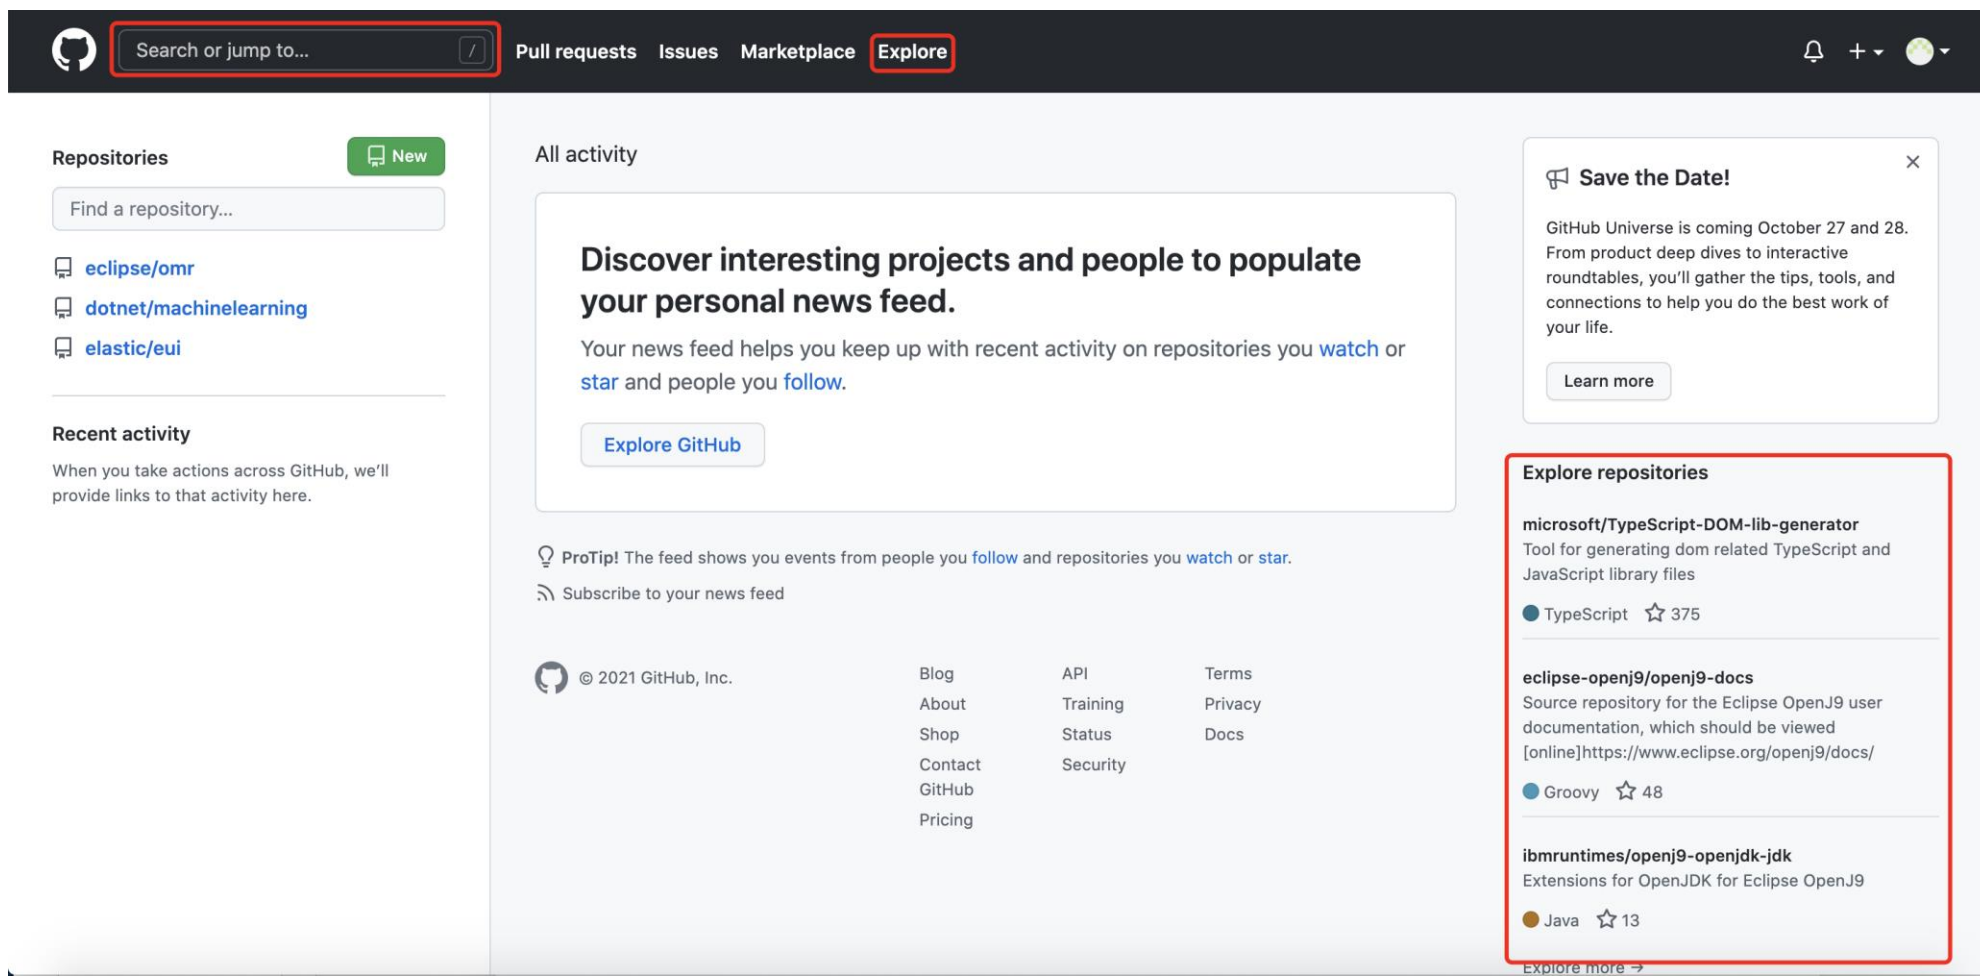 Search or jump to... /
Pull requests Issues Marketplace Explore
Repositories
New
Find a repository...
eclipse/omr
dotnet/machinelearning
elastic/eui
Recent activity
When you take actions across GitHub, we'll
provide links to that activity here.
All activity
Discover interesting projects and people to populate
your personal news feed.
Your news feed helps you keep up with recent activity on repositories you watch or
star and people you follow.
Explore GitHub
ProTip! The feed shows you events from people you follow and repositories you watch or star.
Subscribe to your news feed
© 2021 GitHub, Inc.
Blog
About
Shop
Contact
GitHub
Pricing
API
Training
Status
Security
Terms
Privacy
Docs
Save the Date!
GitHub Universe is coming October 27 and 28.
From product deep dives to interactive
roundtables, you'll gather the tips, tools, and
connections to help you do the best work of
your life.
Learn more
Explore repositories
microsoft/TypeScript-DOM-lib-generator
Tool for generating dom related TypeScript and
JavaScript library files
TypeScript 375
eclipse-openj9/openj9-docs
Source repository for the Eclipse OpenJ9 user
documentation, which should be viewed
[online]https://www.eclipse.org/openj9/docs/
Groovy 48
ibmruntimes/openj9-openjdk-jdk
Extensions for OpenJDK for Eclipse OpenJ9
Java 13
Explore more →